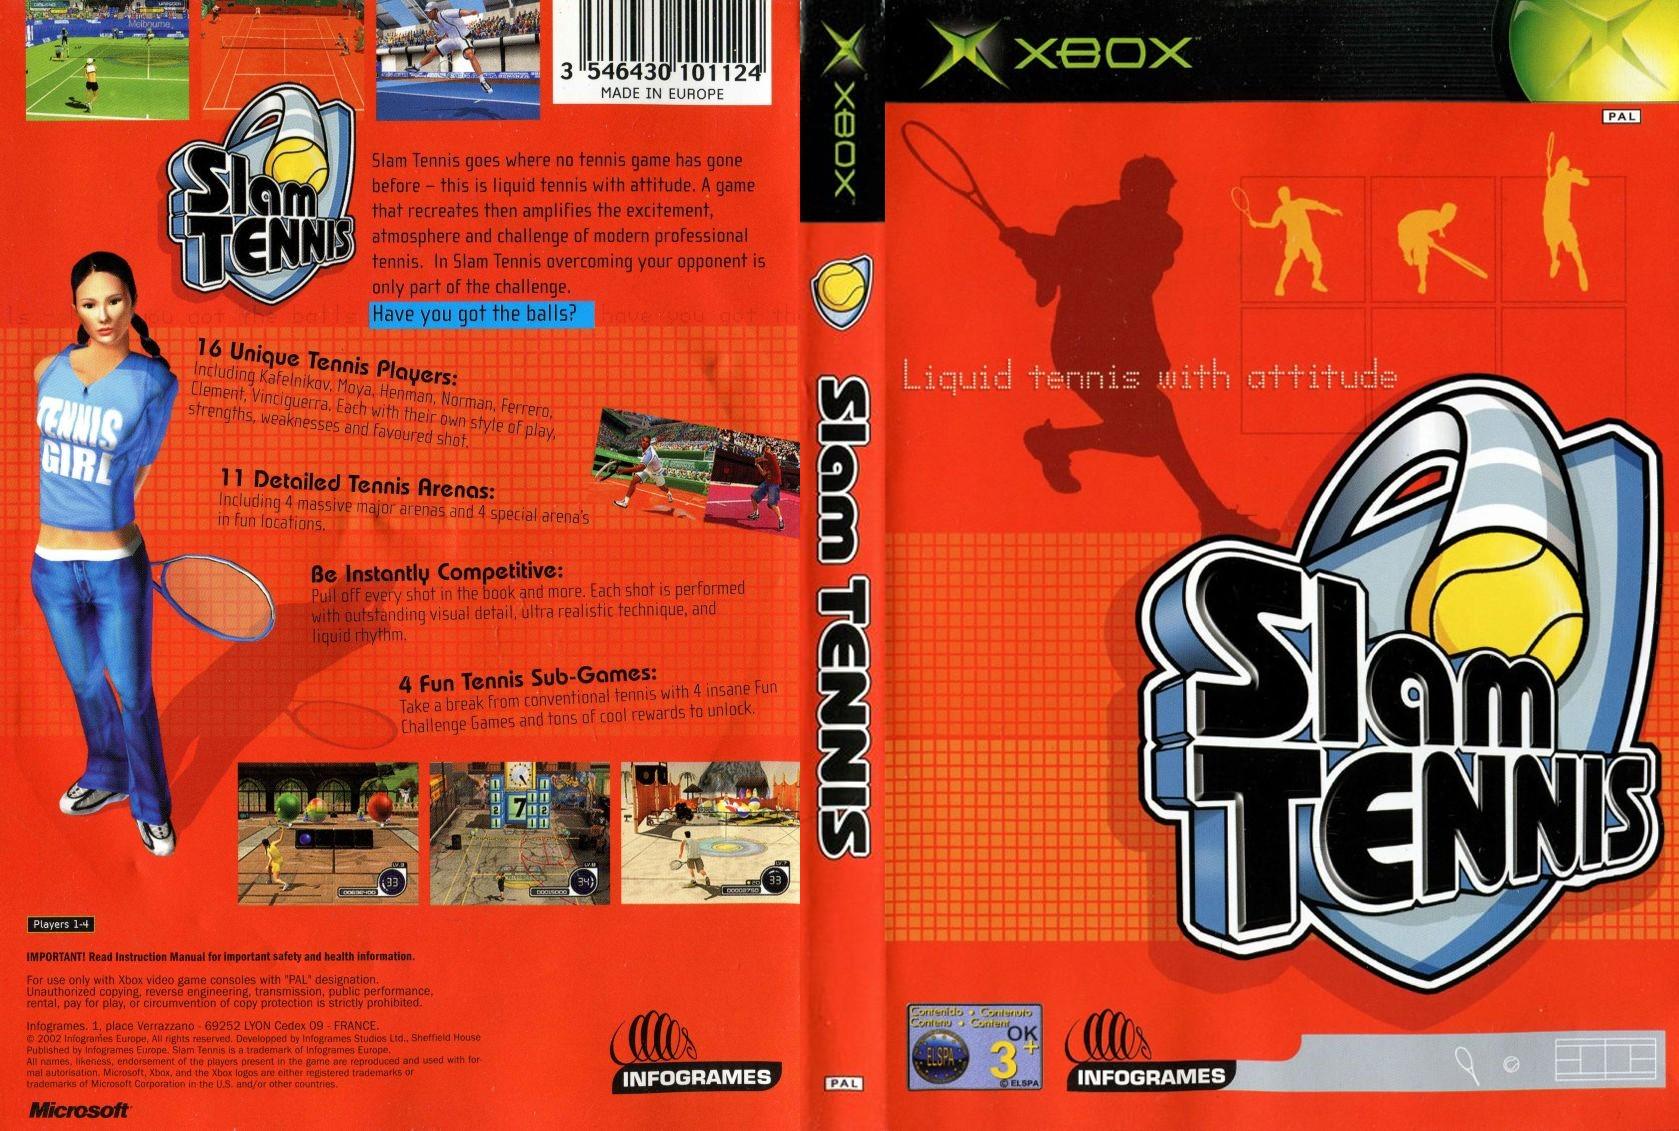 Melbourne
3 546430 101124
MADE IN EUROPE
Slam
TENNIS
Slam Tennis goes where no tennis game has gone
before – this is liquid tennis with attitude. A game
that recreates then amplifies the excitement,
atmosphere and challenge of modern professional
tennis. In Slam Tennis overcoming your opponent is
only part of the challenge.
Have you got the balls?
TENNIS
GIRL
16 Unique Tennis Players:
Including Kafelnikov, Moya, Henman, Norman, Ferrero,
Clement, Vinciguerra. Each with their own style of play,
strengths, weaknesses and favoured shot.
11 Detailed Tennis Arenas:
Including 4 massive major arenas and 4 special arena's
in fun locations.
Be Instantly Competitive:
Pull off every shot in the book and more. Each shot is performed
with outstanding visual detail, ultra realistic technique, and
liquid rhythm.
4 Fun Tennis Sub-Games:
Take a break from conventional tennis with 4 insane Fun
Challenge Games and tons of cool rewards to unlock.
7
33
34
33
Players 1-4
IMPORTANT! Read Instruction Manual for important safety and health information.
For use only with Xbox video game consoles with "PAL" designation.
Unauthorized copying, reverse engineering, transmission, public performance,
rental, pay for play, or circumvention of copy protection is strictly prohibited.
Infogrames. 1, place Verrazzano - 69252 LYON Cedex 09 - FRANCE.
© 2002 Infogrames Europe, All rights reserved. Developped by Infogrames Studios Ltd., Sheffield House
Published by Infogrames Europe. Slam Tennis is a trademark of Infogrames Europe.
All names, likeness, endorsement of the players present in the game are reproduced and used with for-
mal autorisation. Microsoft, Xbox, and the Xbox logos are either registered trademarks or
trademarks of Microsoft Corporation in the U.S. and/or other countries.
Microsoft
INFOGRAMES
XBOX
Slam TENNIS
PAL
XBOX
PAL
Liquid tennis with attitude
Slam
TENNIS
Contenido • Contenuto
Contenu • Content
ELSPA
OK
3+
© ELSPA
INFOGRAMES